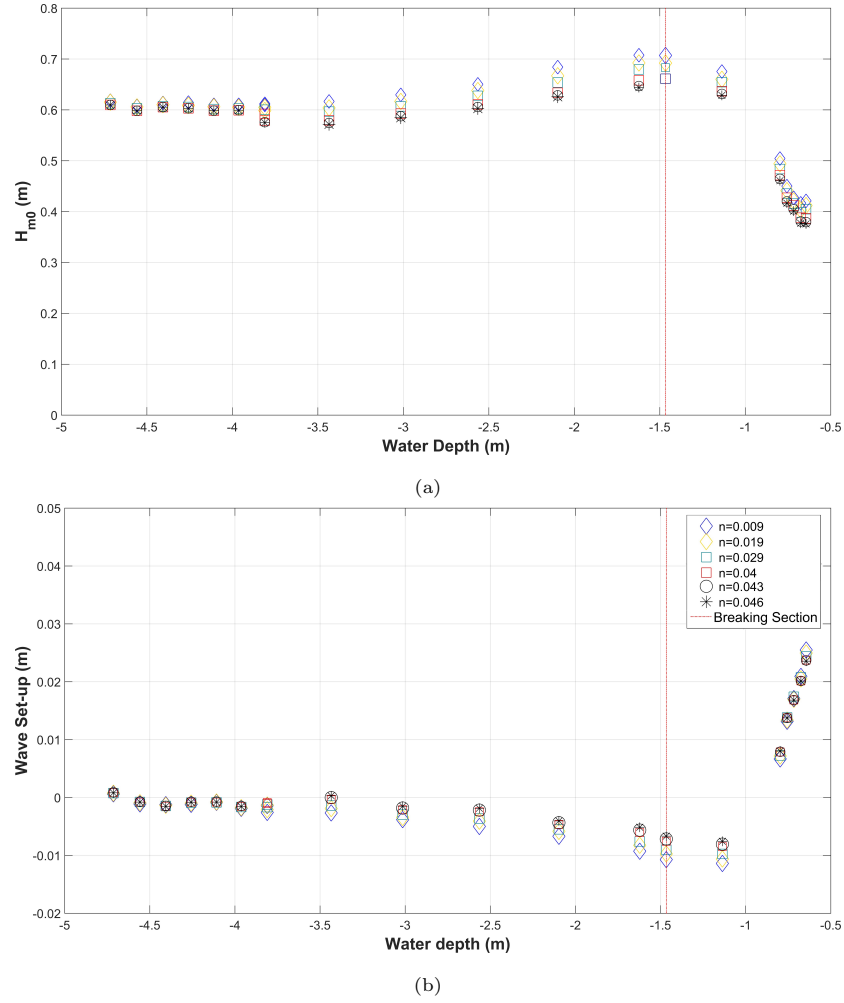 0.8
0.7
0.6
0.5
0.4
0.3
0.2
0.1
0
H_m0 (m)
-5 -4.5 -4 -3.5 -3 -2.5 -2 -1.5 -1 -0.5
Water Depth (m)
(a)
0.05
0.04
0.03
0.02
0.01
0
-0.01
-0.02
Wave Set-up (m)
n=0.009
n=0.019
n=0.029
n=0.04
n=0.043
n=0.046
Breaking Section
-5 -4.5 -4 -3.5 -3 -2.5 -2 -1.5 -1 -0.5
Water depth (m)
(b)